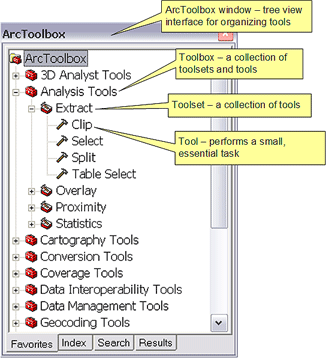 ArcToolbox window – tree view
interface for organizing tools
ArcToolbox
ArcToolbox
Toolbox – a collection of
toolsets and tools
3D Analyst Tools
Analysis Tools
Extract
Toolset – a collection of tools
Clip
Select
Tool – performs a small,
essential task
Split
Table Select
Overlay
Proximity
Statistics
Cartography Tools
Conversion Tools
Coverage Tools
Data Interoperability Tools
Data Management Tools
Geocoding Tools
Favorites Index Search Results